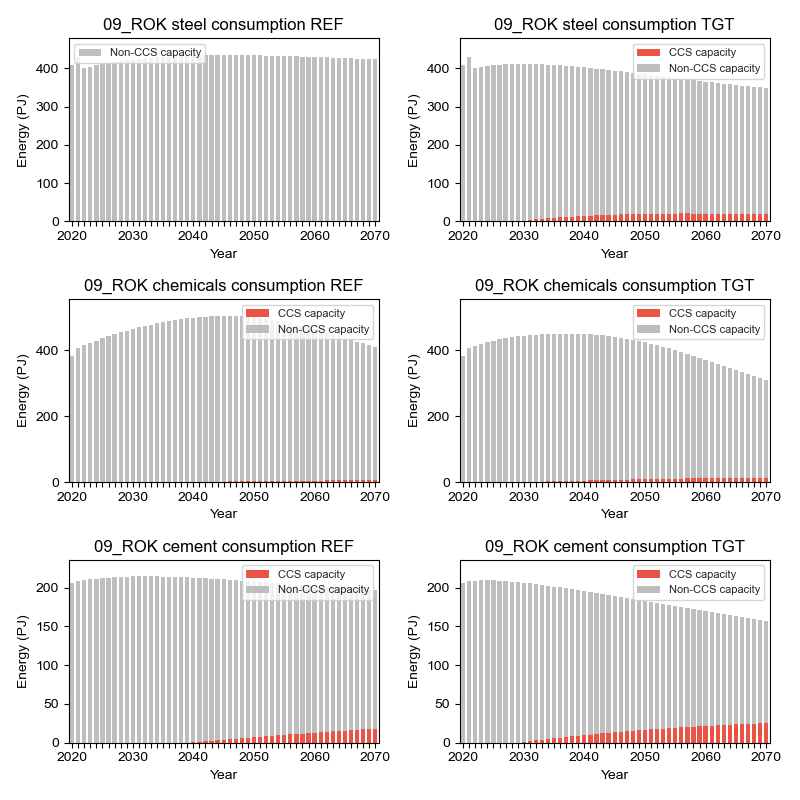 09_ROK steel consumption REF
Energy (PJ)
400
300
200
100
0
Non-CCS capacity
2020
2030
2040
2050
2060
2070
Year
09_ROK steel consumption TGT
Energy (PJ)
400
300
200
100
0
CCS capacity
Non-CCS capacity
2020
2030
2040
2050
2060
2070
Year
09_ROK chemicals consumption REF
Energy (PJ)
400
200
0
CCS capacity
Non-CCS capacity
2020
2030
2040
2050
2060
2070
Year
09_ROK chemicals consumption TGT
Energy (PJ)
400
200
0
CCS capacity
Non-CCS capacity
2020
2030
2040
2050
2060
2070
Year
09_ROK cement consumption REF
Energy (PJ)
200
150
100
50
0
CCS capacity
Non-CCS capacity
2020
2030
2040
2050
2060
2070
Year
09_ROK cement consumption TGT
Energy (PJ)
200
150
100
50
0
CCS capacity
Non-CCS capacity
2020
2030
2040
2050
2060
2070
Year